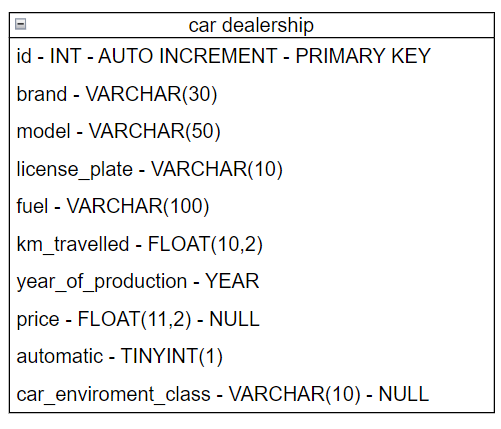 car dealership
id - INT - AUTO INCREMENT - PRIMARY KEY
brand - VARCHAR(30)
model - VARCHAR(50)
license_plate - VARCHAR(10)
fuel - VARCHAR(100)
km_travelled - FLOAT(10,2)
year_of_production - YEAR
price - FLOAT(11,2) - NULL
automatic - TINYINT(1)
car_enviroment_class - VARCHAR(10) - NULL